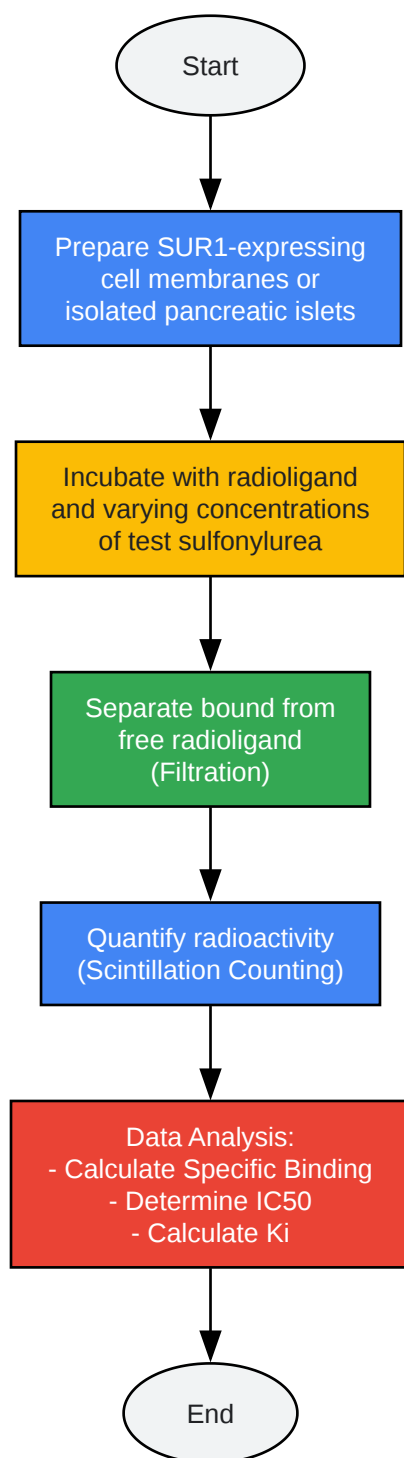 Start
Prepare SUR1-expressing
cell membranes or
isolated pancreatic islets
Incubate with radioligand
and varying concentrations
of test sulfonylurea
Separate bound from
free radioligand
(Filtration)
Quantify radioactivity
(Scintillation Counting)
Data Analysis:
- Calculate Specific Binding
- Determine IC50
- Calculate Ki
End